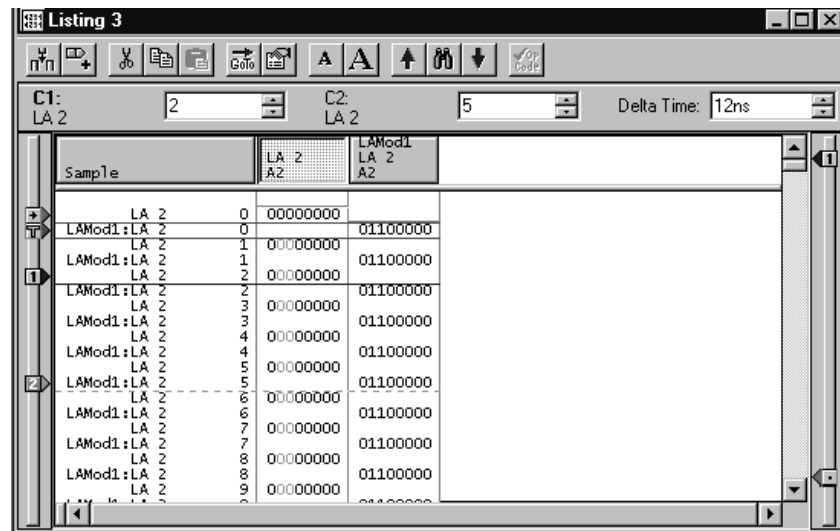 Listing 3
GoTo A A Op Code
C1: LA 2 2 C2: LA 2 5 Delta Time: 12ns
Sample LA 2 A2 LAMod1 LA 2 A2
LA 2 0 00000000
LAMod1:LA 2 0 01100000
LA 2 1 00000000
LAMod1:LA 2 1 01100000
LA 2 2 00000000
LAMod1:LA 2 2 01100000
LA 2 3 00000000
LAMod1:LA 2 3 01100000
LA 2 4 00000000
LAMod1:LA 2 4 01100000
LA 2 5 00000000
LAMod1:LA 2 5 01100000
LA 2 6 00000000
LAMod1:LA 2 6 01100000
LA 2 7 00000000
LAMod1:LA 2 7 01100000
LA 2 8 00000000
LAMod1:LA 2 8 01100000
LA 2 9 00000000